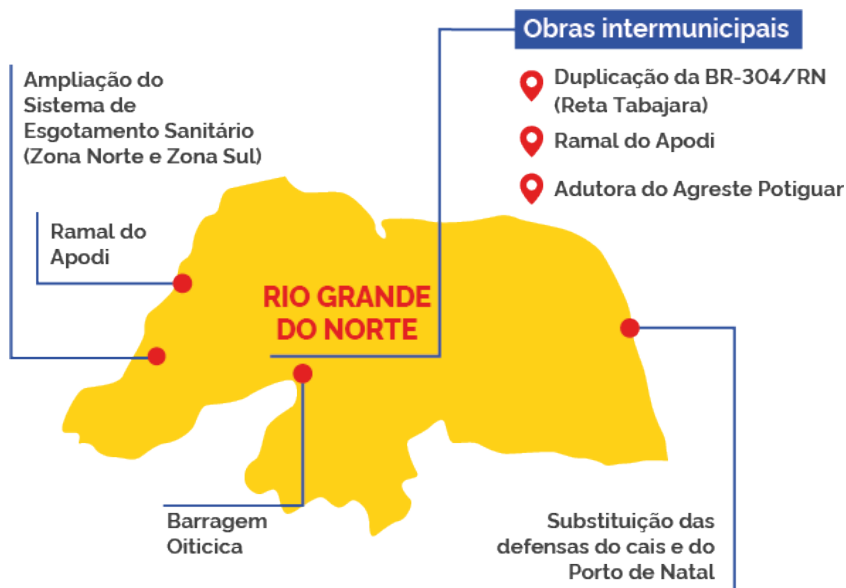 Obras intermunicipais
Duplicação da BR-304/RN
(Reta Tabajara)
Ramal do Apodi
Adutora do Agreste Potiguar
Ampliação do
Sistema de
Esgotamento Sanitário
(Zona Norte e Zona Sul)
Ramal do
Apodi
RIO GRANDE
DO NORTE
Barragem
Oiticica
Substituição das
defensas do cais e do
Porto de Natal